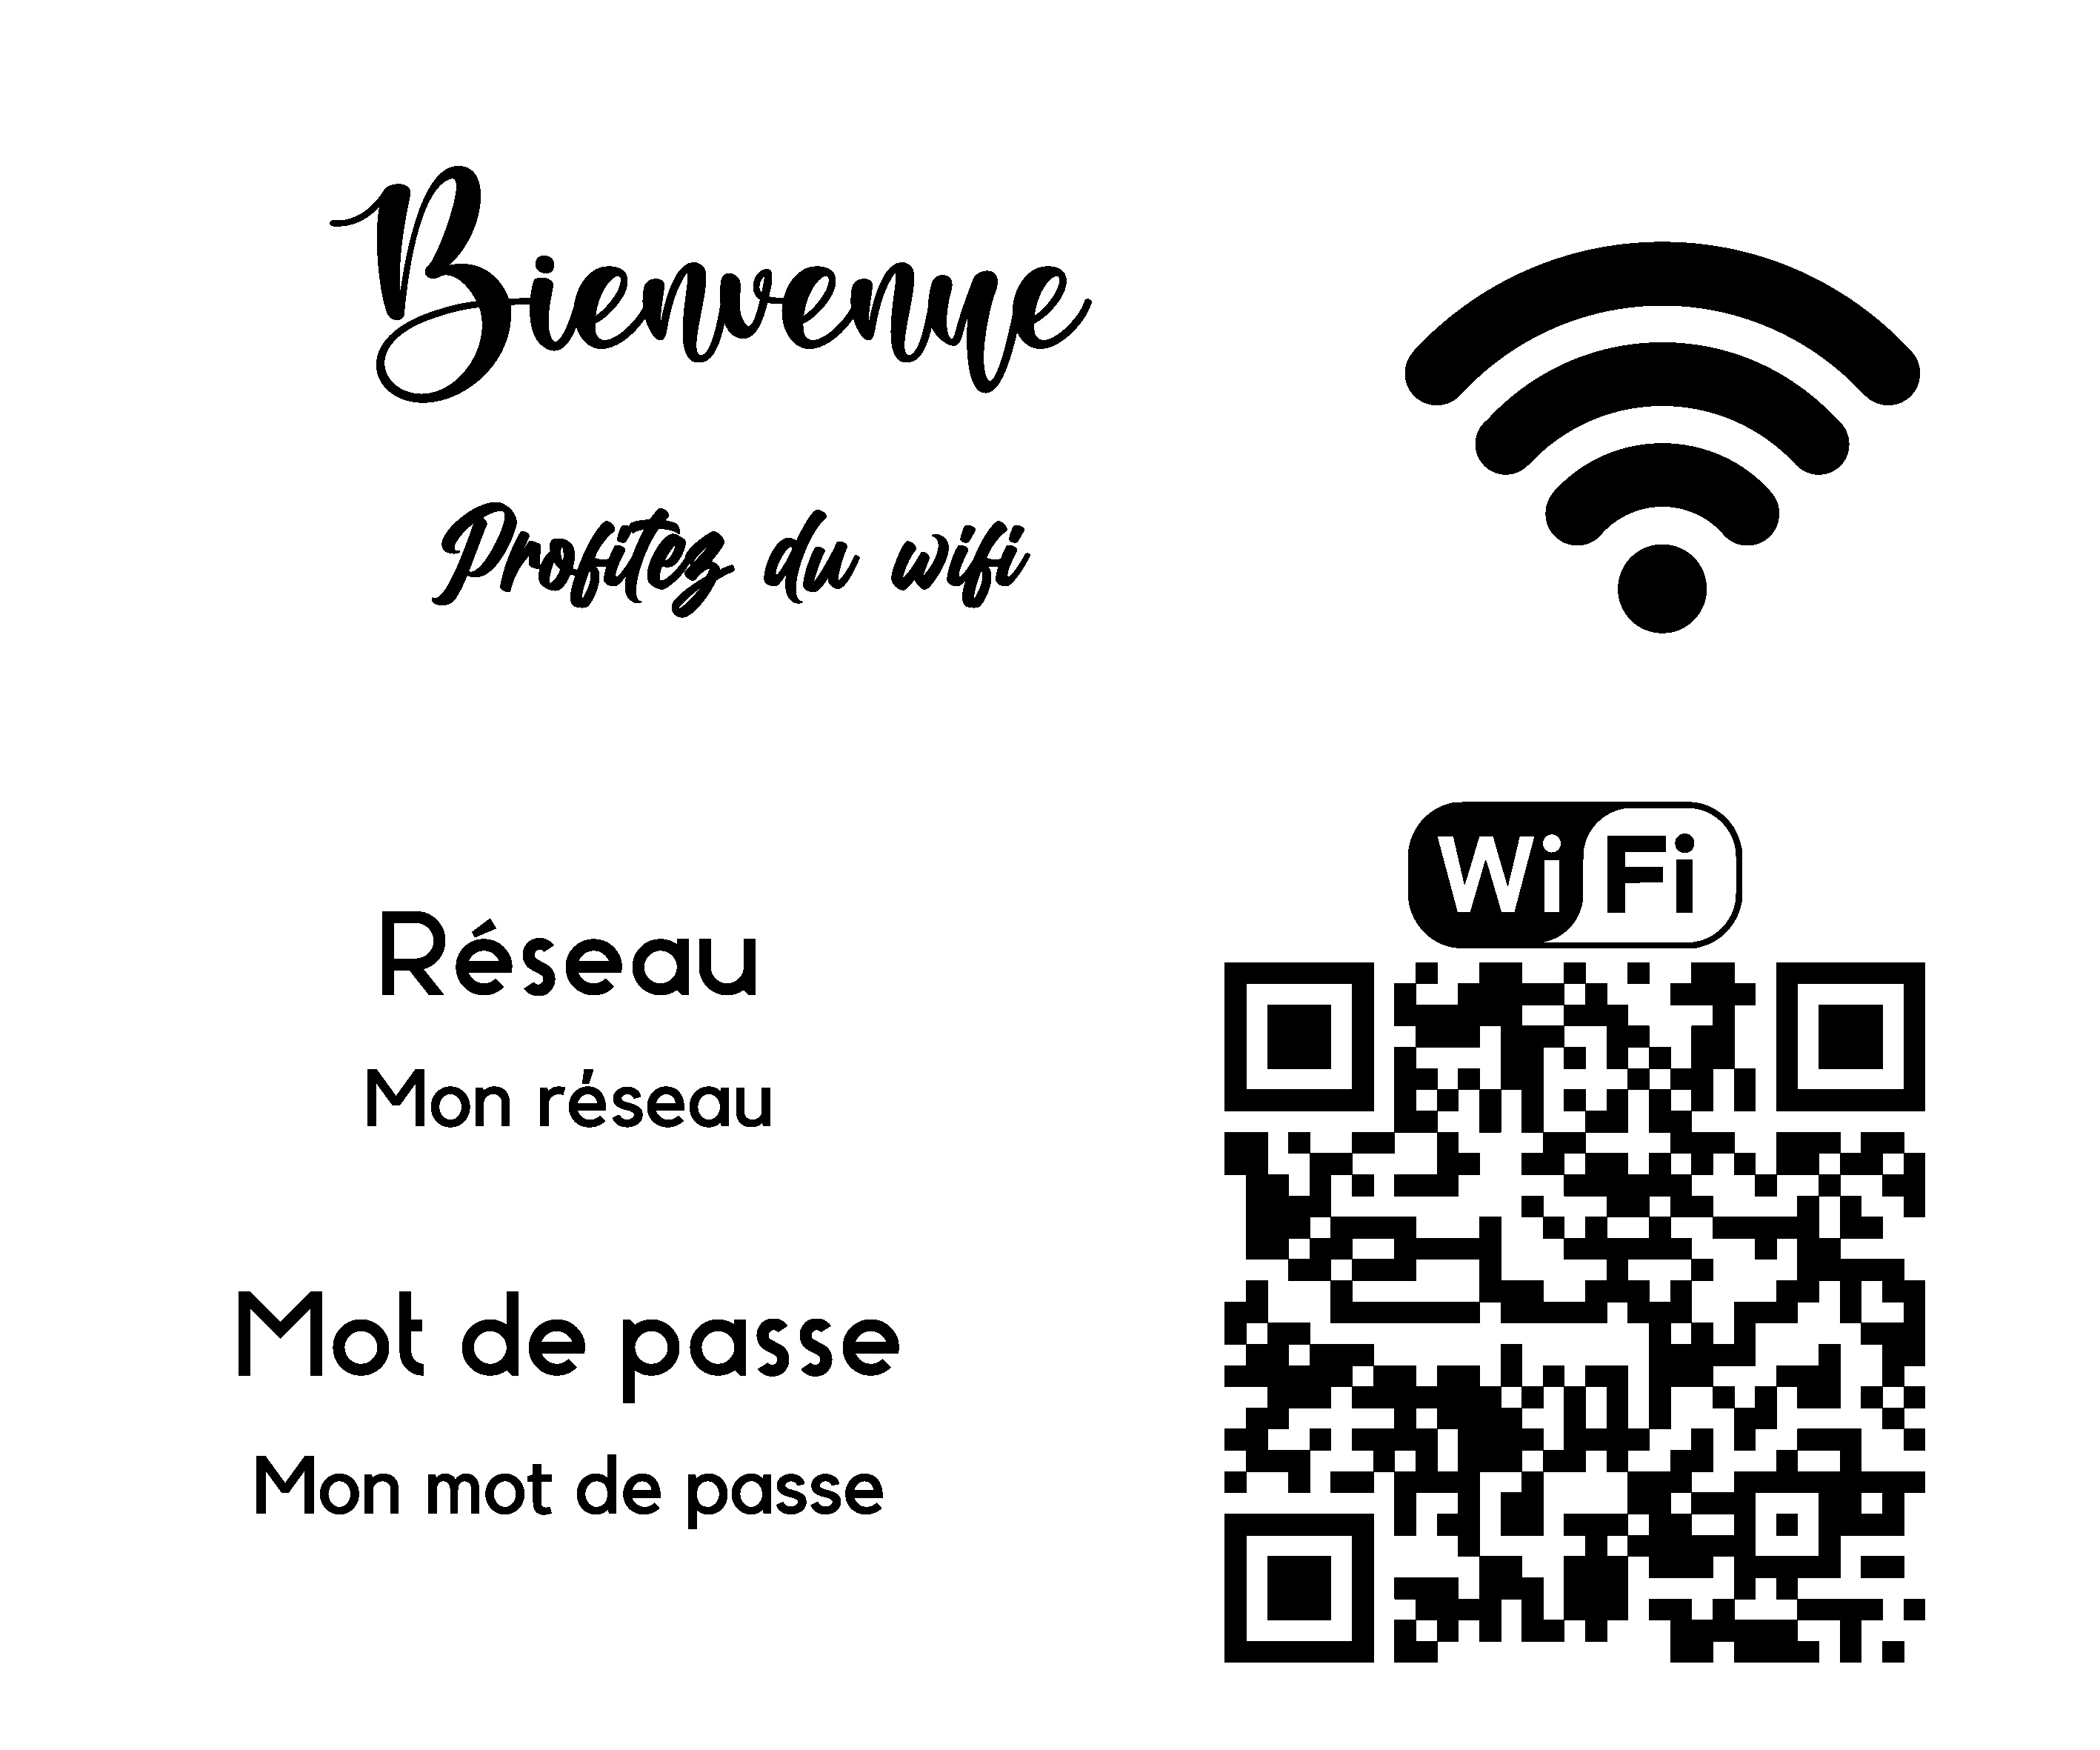 Bienvenue
Profitez du wifi
WiFi
Réseau
Mon réseau
Mot de passe
Mon mot de passe